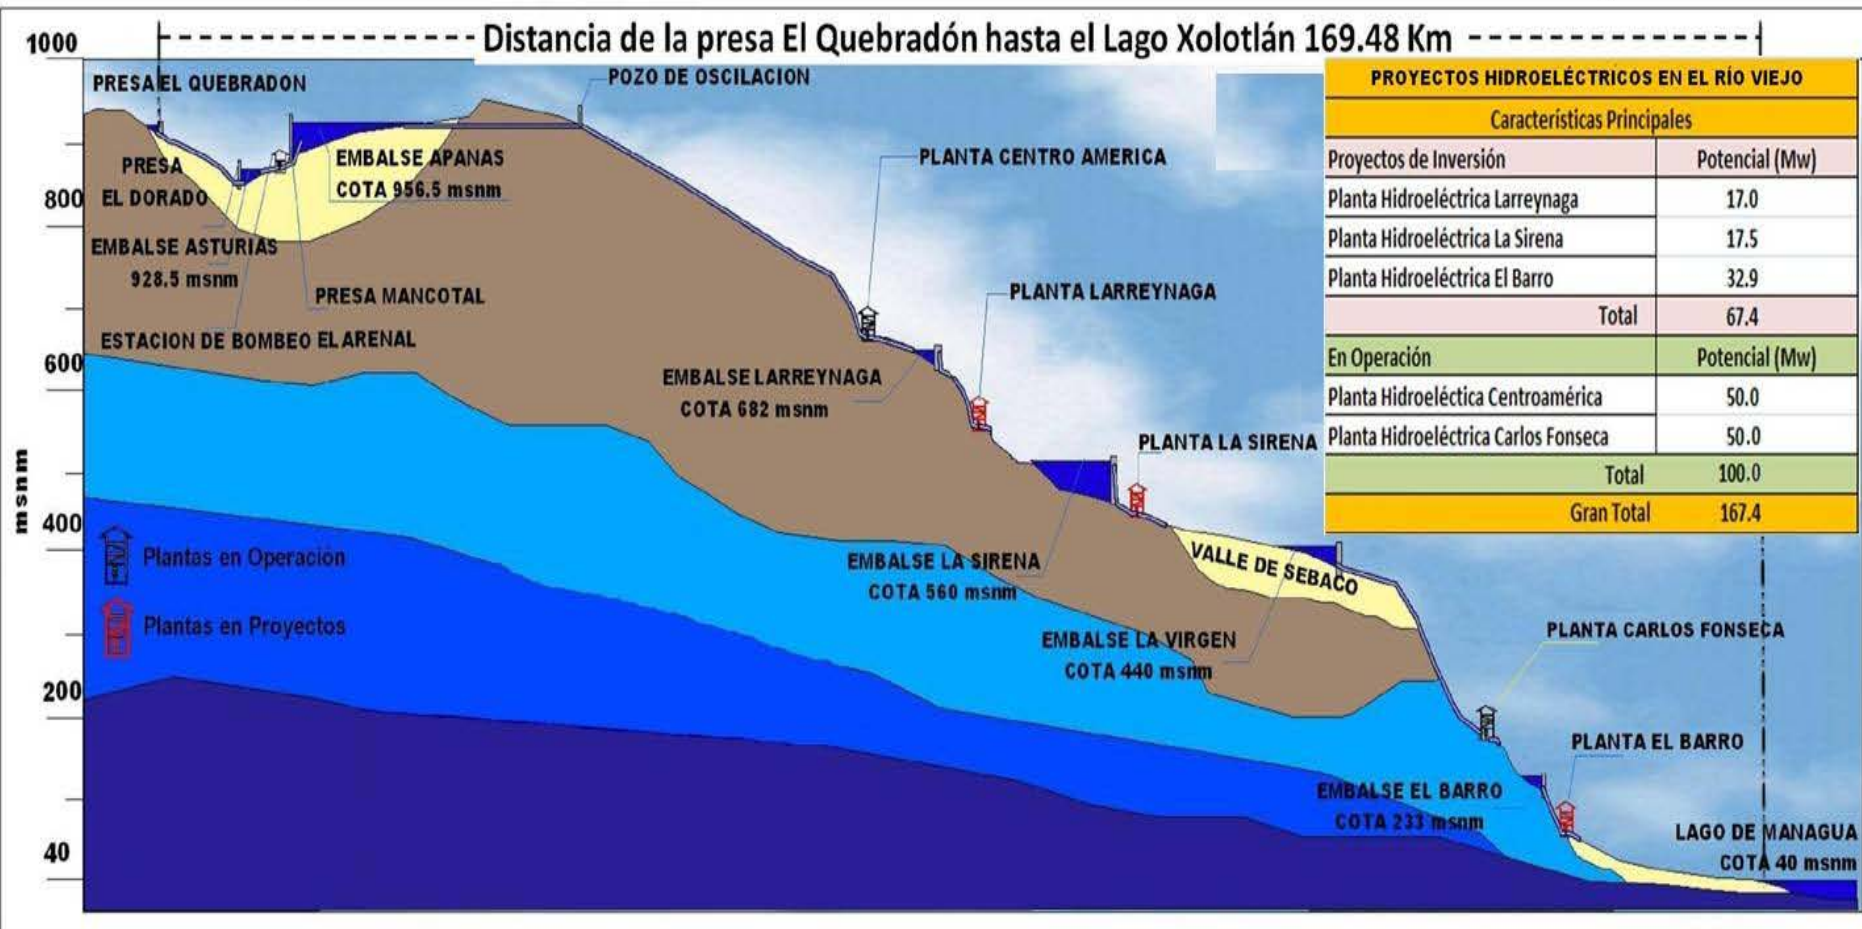 Distancia de la presa El Quebradón hasta el Lago Xolotlán 169.48 Km
1000
800
600
400
200
40
msnm
PRESA EL QUEBRADON
POZO DE OSCILACION
PRESA
EL DORADO
EMBALSE APANAS
COTA 956.5 msnm
EMBALSE ASTURIAS
928.5 msnm
PRESA MANCOTAL
ESTACION DE BOMBEO EL ARENAL
PLANTA CENTRO AMERICA
PLANTA LARREYNAGA
EMBALSE LARREYNAGA
COTA 682 msnm
PLANTA LA SIRENA
EMBALSE LA SIRENA
COTA 560 msnm
VALLE DE SEBACO
EMBALSE LA VIRGEN
COTA 440 msnm
PLANTA CARLOS FONSECA
PLANTA EL BARRO
EMBALSE EL BARRO
COTA 233 msnm
LAGO DE MANAGUA
COTA 40 msnm
Plantas en Operación
Plantas en Proyectos
PROYECTOS HIDROELÉCTRICOS EN EL RÍO VIEJO
Características Principales
Proyectos de Inversión Potencial (Mw)
Planta Hidroeléctrica Larreynaga 17.0
Planta Hidroeléctrica La Sirena 17.5
Planta Hidroeléctrica El Barro 32.9
Total 67.4
En Operación Potencial (Mw)
Planta Hidroeléctica Centroamérica 50.0
Planta Hidroeléctrica Carlos Fonseca 50.0
Total 100.0
Gran Total 167.4